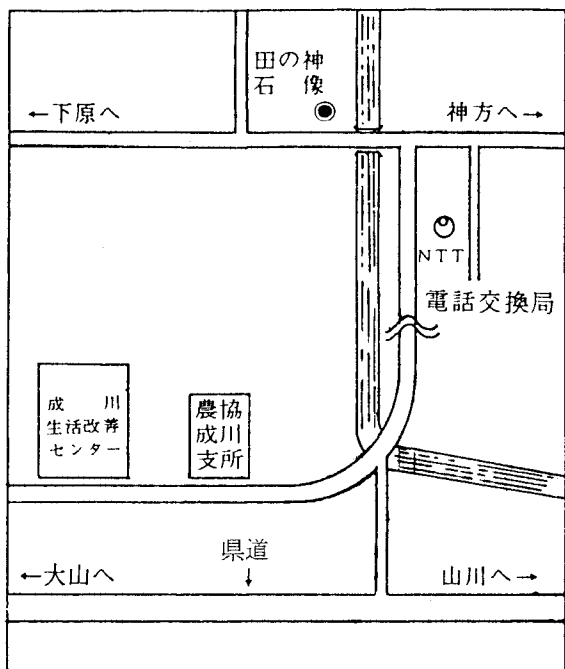 田の神
石像
←下原へ
神方へ→
NTT
電話交換局
成川
生活改善
センター
農協
成川
支所
県道
↓
←大山へ
山川へ→